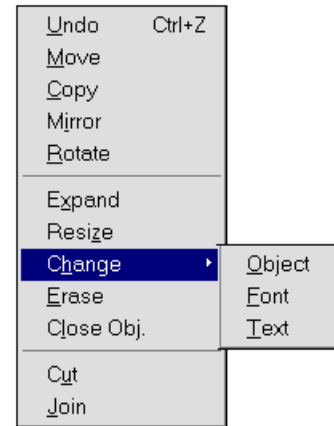 Undo Ctrl+Z
Move
Copy
Mirror
Rotate
Expand
Resize
Change
Object
Erase
Font
Close Obj.
Text
Cut
Join